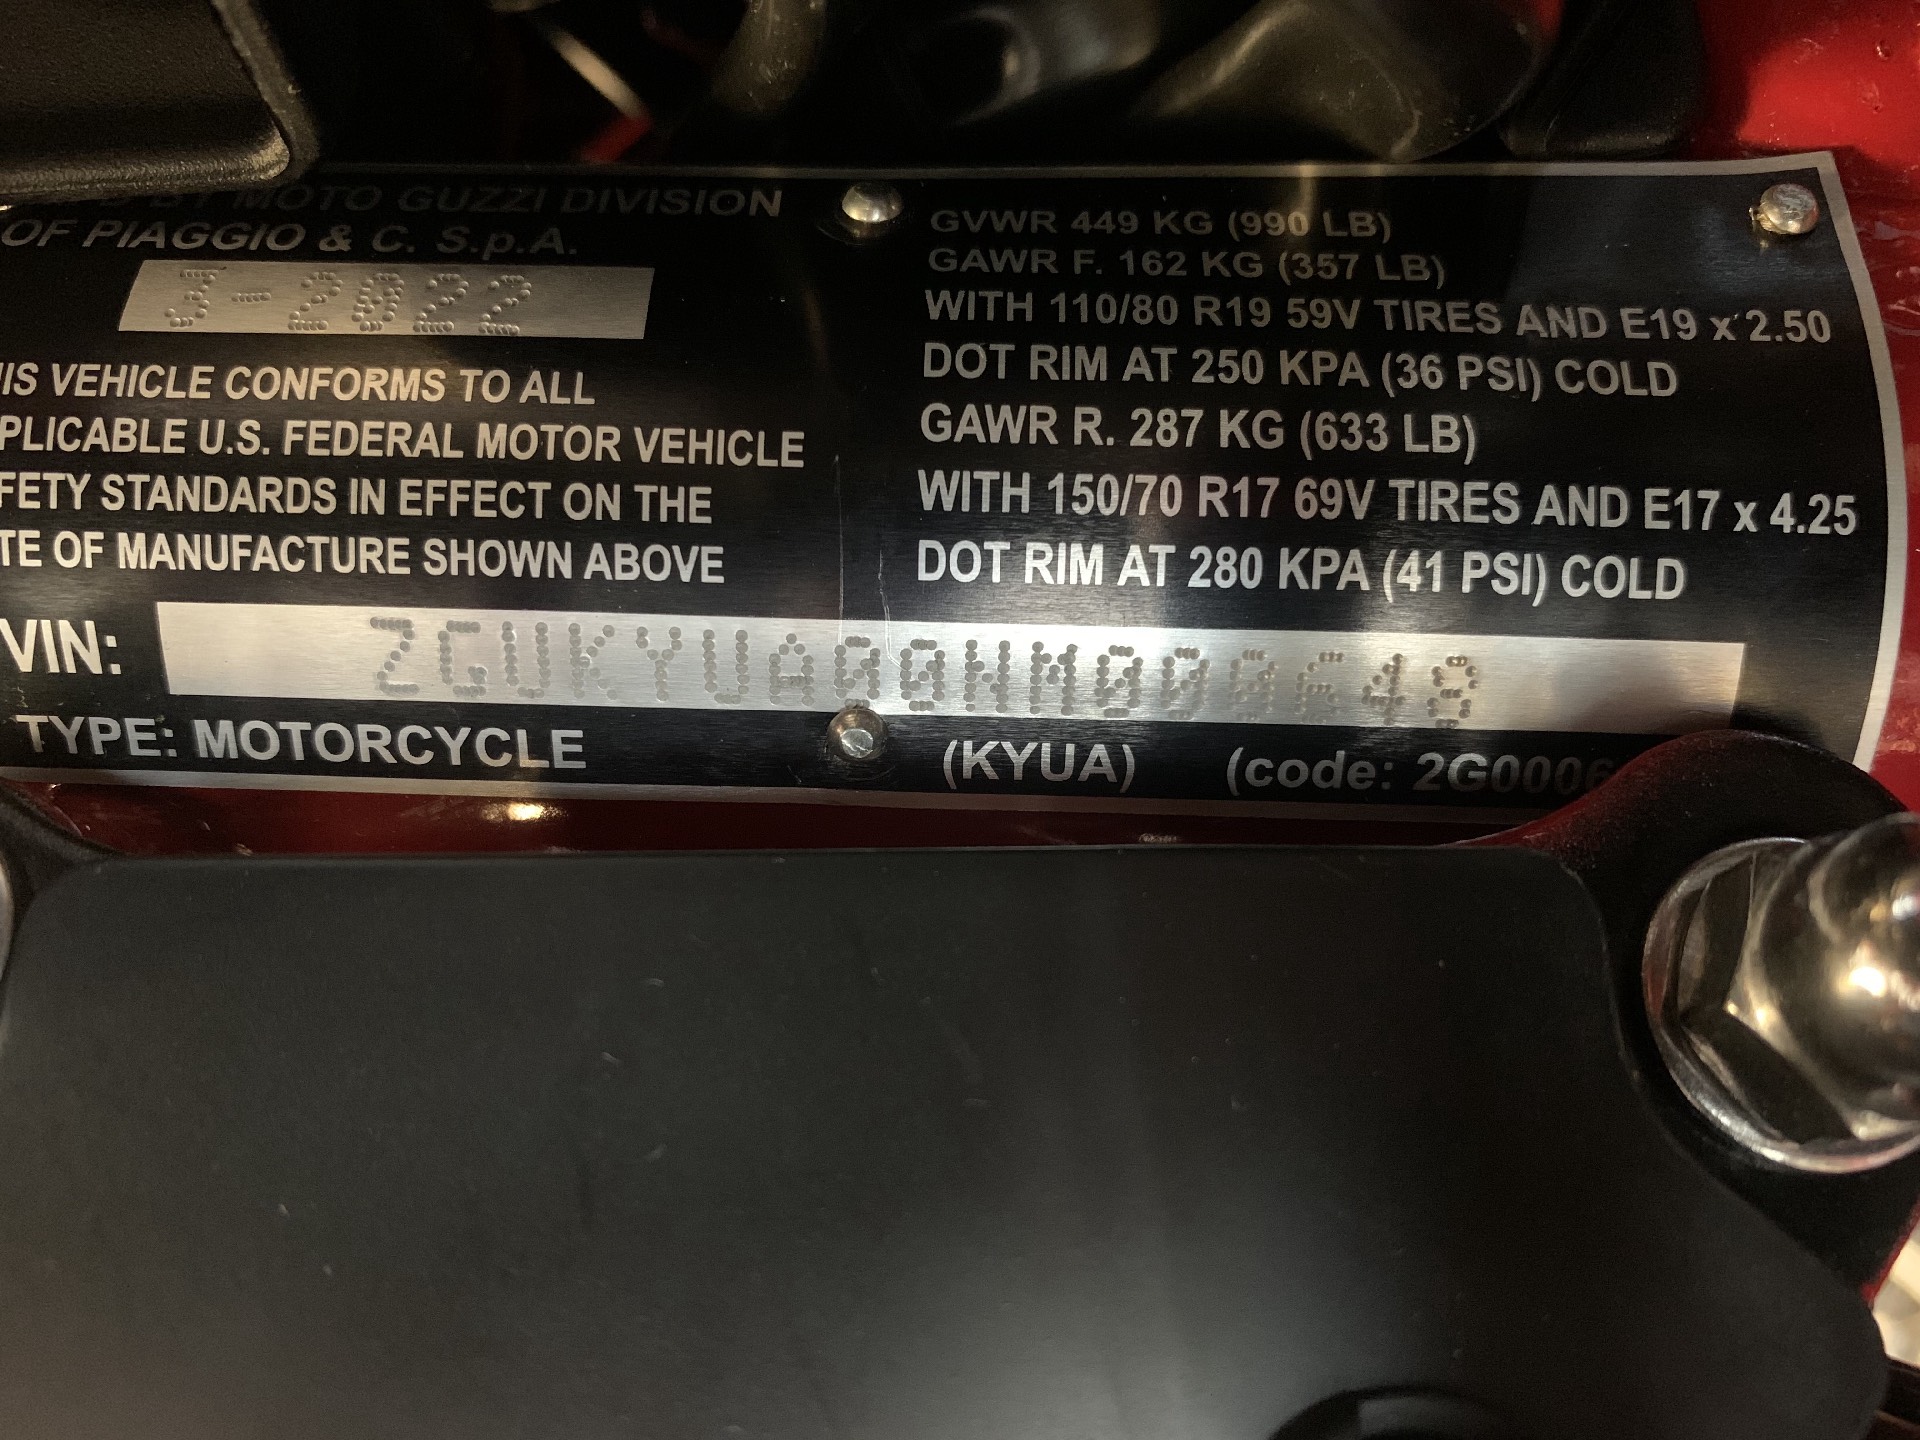 BY MOTO GUZZI DIVISION
OF PIAGGIO & C. S.p.A.
3-2022
IS VEHICLE CONFORMS TO ALL
PLICABLE U.S. FEDERAL MOTOR VEHICLE
FETY STANDARDS IN EFFECT ON THE
TE OF MANUFACTURE SHOWN ABOVE
GVWR 449 KG (990 LB)
GAWR F. 162 KG (357 LB)
WITH 110/80 R19 59V TIRES AND E19 x 2.50
DOT RIM AT 250 KPA (36 PSI) COLD
GAWR R. 287 KG (633 LB)
WITH 150/70 R17 69V TIRES AND E17 x 4.25
DOT RIM AT 280 KPA (41 PSI) COLD
VIN: ZGUKYUA00NM000648
TYPE: MOTORCYCLE (KYUA) (code: 2G0006